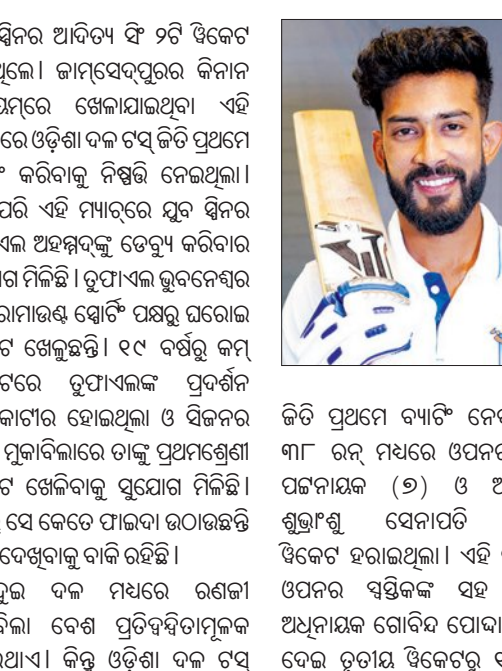 ସ୍ପିନର ଆଦିତ୍ୟ ସିଂ ୨ଟି ୱିକେଟ
ଥିଲେ। ଜାମ୍‌ସେଦ୍‌ପୁରର କିନାନ
ଖେଳାଯାଇଥିବା ଏହି
ରେ ଓଡ଼ିଶା ଦଳ ଟସ୍ ଜିତି ପ୍ରଥମେ
କରିବାକୁ ନିଷ୍ପତ୍ତି ନେଇଥିଲା।
ପରି ଏହି ମ୍ୟାଚ୍‌ରେ ଯୁବ ସ୍ପିନର
ଏଲ ଅହମ୍ମଦ୍‌ଙ୍କୁ ଡେବ୍ୟୁ କରିବାର
ମିଳିଛି। ତୁଫାଏଲ ଭୁବନେଶ୍ୱର
ରାମାଉଣ୍ଟ ସ୍ପୋର୍ଟିଂ ପକ୍ଷରୁ ଘରୋଇ
ଖେଳୁଛନ୍ତି। ୧୯ ବର୍ଷରୁ କମ୍
ତୁଫାଏଲଙ୍କ ପ୍ରଦର୍ଶନ
କାଟୀର ହୋଇଥିଲା ଓ ସିଜନର
ମୁକାବିଲାରେ ତାଙ୍କୁ ପ୍ରଥମଶ୍ରେଣୀ
ଖେଳିବାକୁ ସୁଯୋଗ ମିଳିଛି।
ସେ କେତେ ଫାଇଦା ଉଠାଉଛନ୍ତି
ଦେଖିବାକୁ ବାକି ରହିଛି।
ଦୁଇ ଦଳ ମଧ୍ୟରେ ରଣଜୀ
ବେଶ ପ୍ରତିଦ୍ୱନ୍ଦ୍ୱିତାମୂଳକ
କିନ୍ତୁ ଓଡ଼ିଶା ଦଳ ଟସ୍
ଜିତି ପ୍ରଥମେ ବ୍ୟାଟିଂ
୩୮ ରନ୍ ମଧ୍ୟରେ ଓପନର
ପଟ୍ଟନାୟକ (୭) ଓ
ଶୁଭ୍ରାଂଶୁ ସେନାପତି
ୱିକେଟ ହରାଇଥିଲା। ଏହି
ଓପନର ସ୍ୱସ୍ତିକଙ୍କ ସହ
ଅଧିନାୟକ ଗୋବିନ୍ଦ ପୋଦ୍ଦା
ଦେଇ ତୃତୀୟ ୱିକେଟରୁ